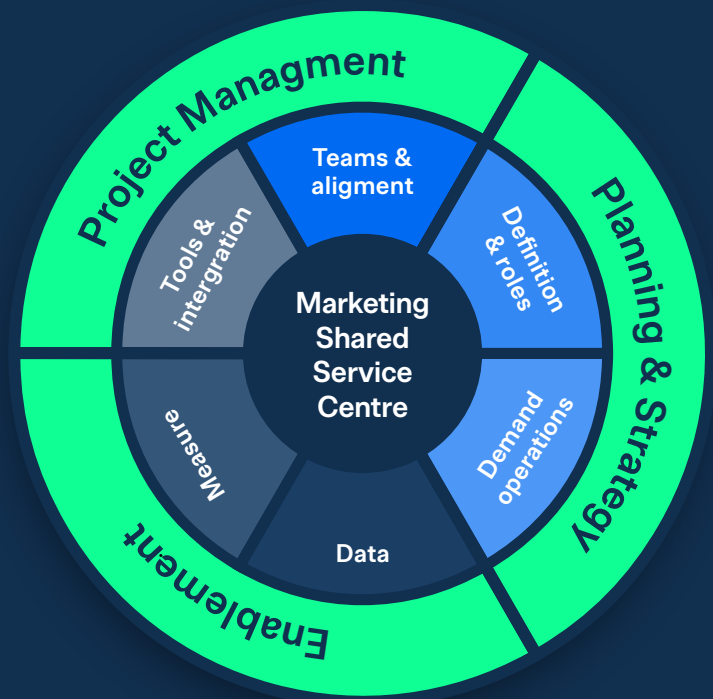 Project Managment
Planning & Strategy
Enablement
Teams &
aligment
Definition
& roles
Demand
operations
Data
Measure
Tools &
intergration
Marketing
Shared
Service
Centre